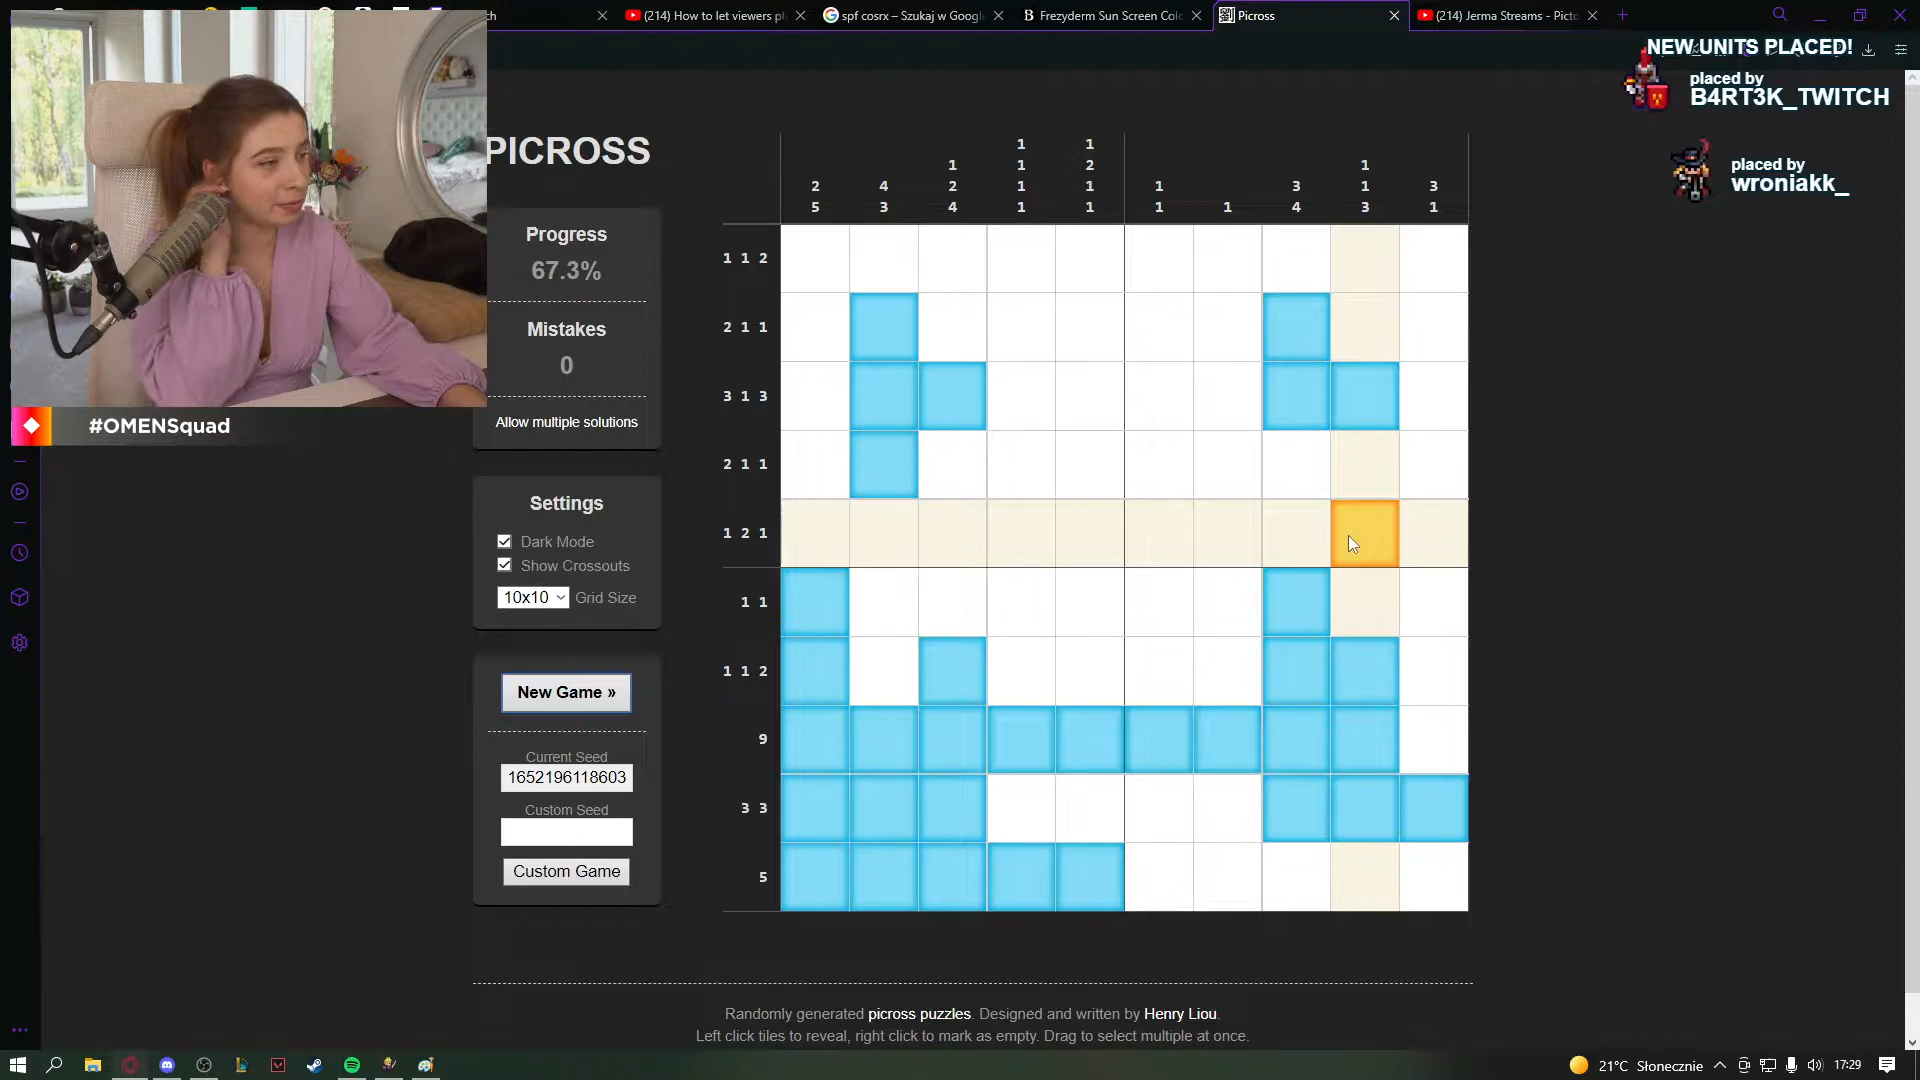 ch
(214) How to let viewers pl
spf cosrx – Szukaj w Google
Frezyderm Sun Screen Colo
Picross
(214) Jerma Streams - Picto
NEW UNITS PLACED!
placed by
B4RT3K_TWITCH
placed by
wroniakk_
#OMENSquad
PICROSS
Progress
67.3%
Mistakes
0
Allow multiple solutions
Settings
Dark Mode
Show Crossouts
10x10 Grid Size
New Game »
Current Seed
1652196118603
Custom Seed
Custom Game
1 1
1 1 2 1
2 4 2 1 1 1 3 1 3
5 3 4 1 1 1 1 4 3 1
1 1 2
2 1 1
3 1 3
2 1 1
1 2 1
1 1
1 1 2
9
3 3
5
Randomly generated picross puzzles. Designed and written by Henry Liou.
Left click tiles to reveal, right click to mark as empty. Drag to select multiple at once.
21°C Słonecznie
17:29